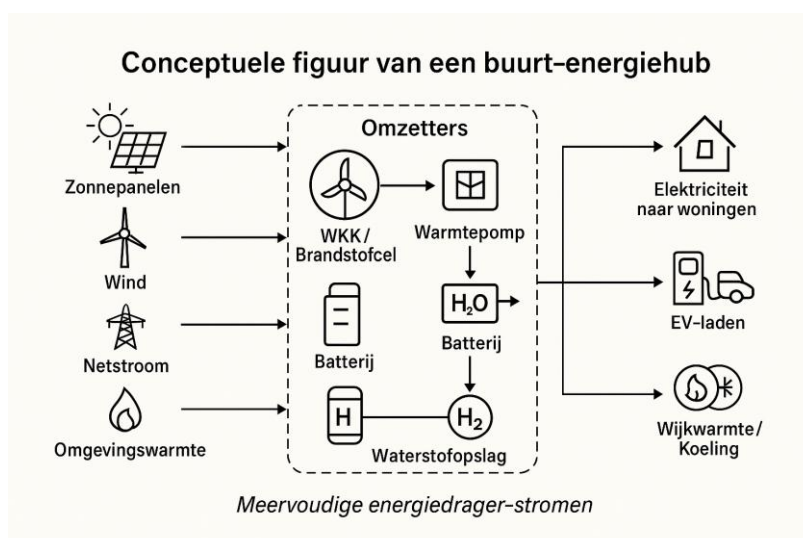 Conceptuele figuur van een buurt-energiehub
Zonnepanelen
Wind
Netstroom
Omgevingswarmte
Omzetters
WKK/
Brandstofcel
Warmtepomp
Batterij
H₂O
Batterij
H
H₂
Waterstofopslag
Elektriciteit
naar woningen
EV-laden
Wijkwarmte/
Koeling
Meervoudige energiedrager-stromen